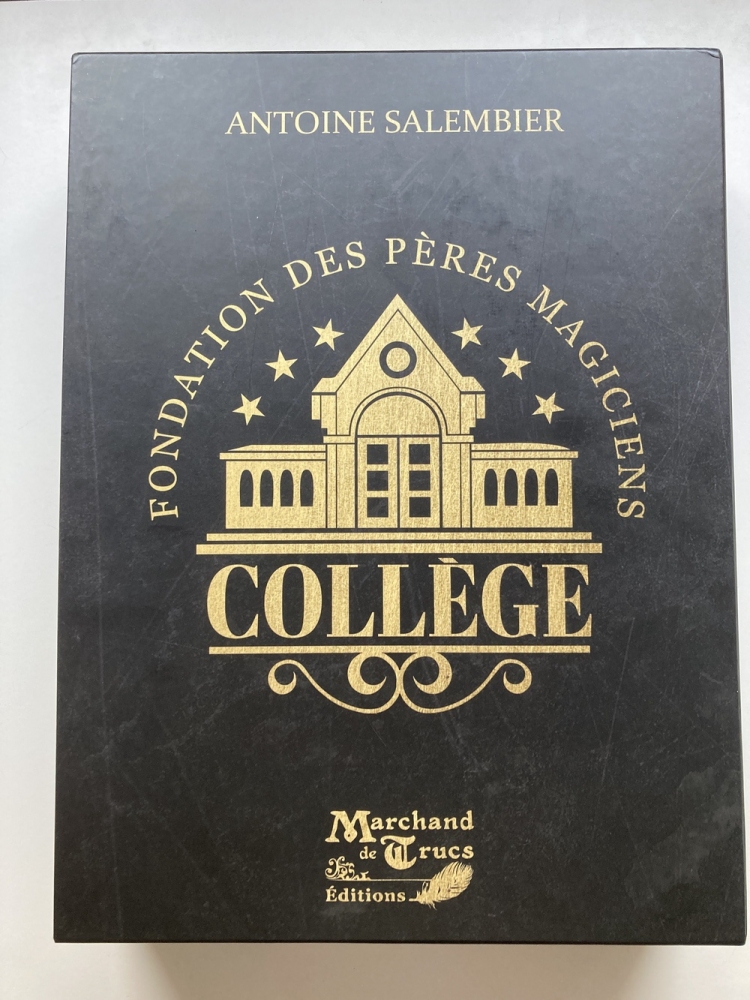 ANTOINE SALEMBIER
FONDATION DES PÈRES MAGICIENS
COLLÈGE
Marchand
de Trucs
Éditions